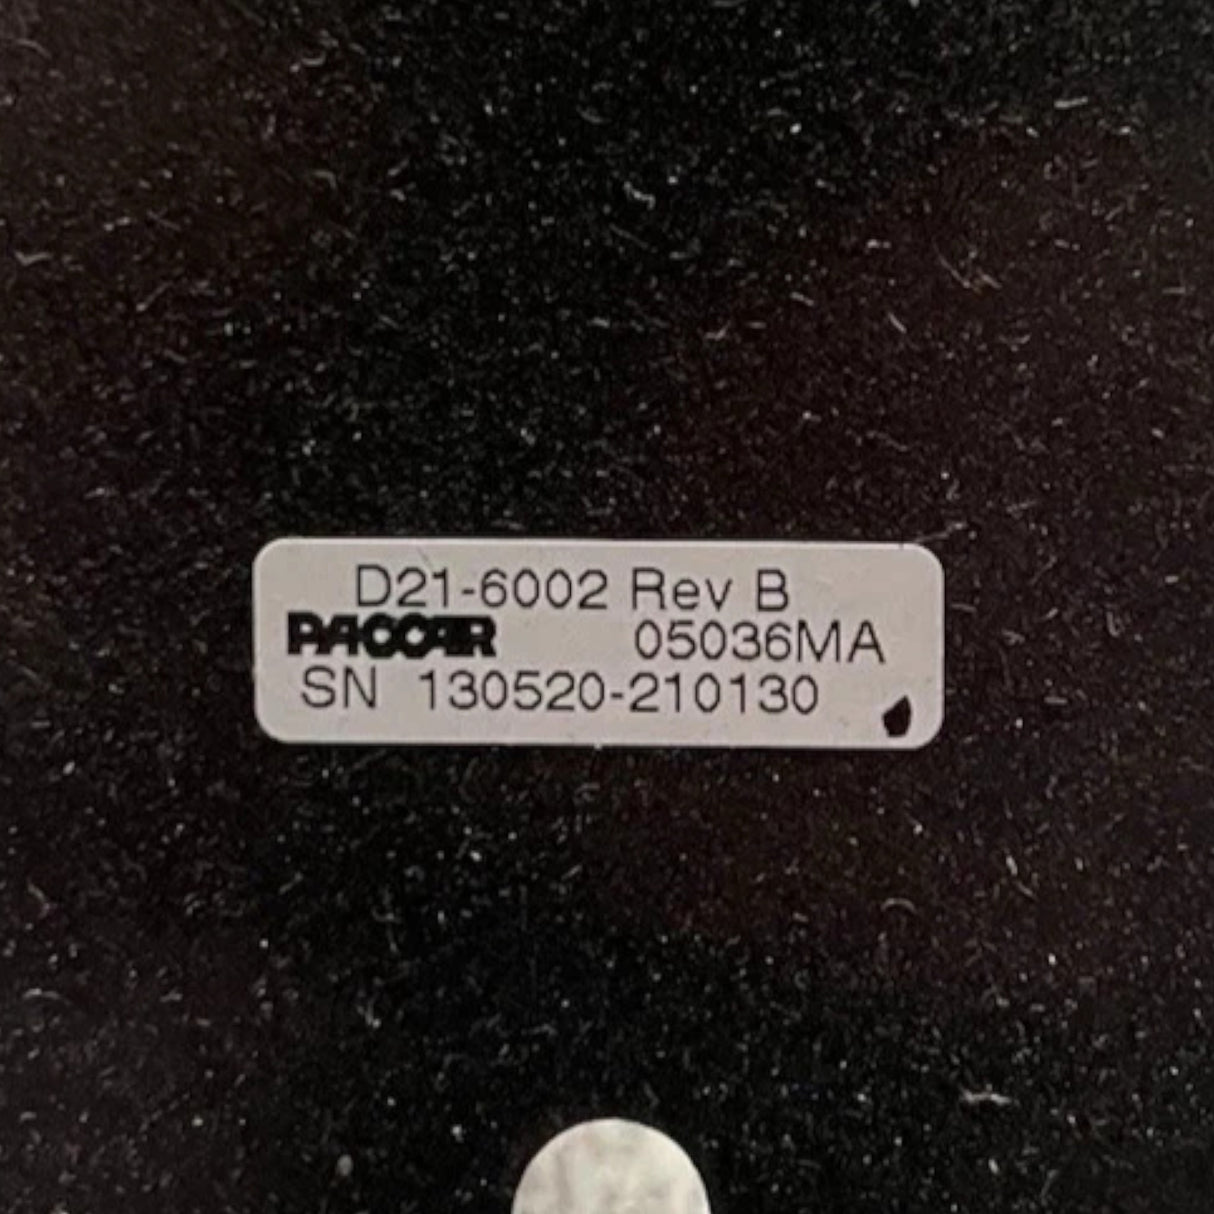 D21-6002 Rev B
PACCAR 05036MA
SN 130520-210130